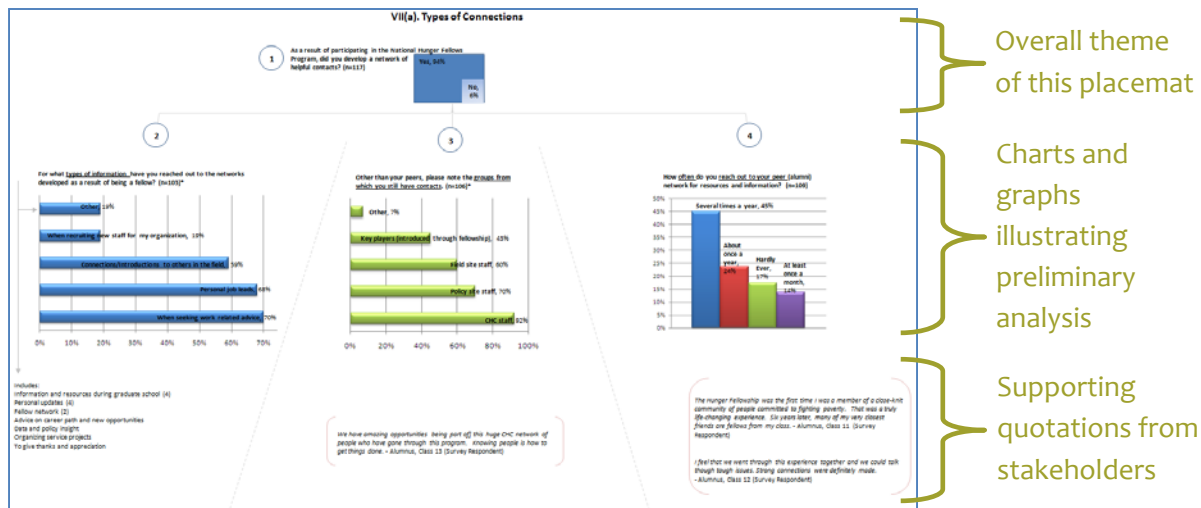 VII(a). Types of Connections
1
As a result of participating in the National Hunger Fellows
Program, did you develop a network of
helpful contacts? (n=117)
Yes, 94%
No,
6%
2
3
4
For what types of information, have you reached out to the networks
developed as a result of being a fellow? (n=105)*
Other, 19%
When recruiting new staff for my organization, 19%
Connections/introductions to others in the field, 59%
Personal job leads, 68%
When seeking work related advice, 70%
0% 10% 20% 30% 40% 50% 60% 70%
Includes:
Information and resources during graduate school (4)
Personal updates (4)
Fellow network (2)
Advice on career path and new opportunities
Data and policy insight
Organizing service projects
To give thanks and appreciation
Other than your peers, please note the groups from
which you still have contacts. (n=106)*
Other, 7%
Key players (introduced through fellowship), 45%
Field site staff, 60%
Policy site staff, 70%
CHC staff, 92%
0% 20% 40% 60% 80% 100%
We have amazing opportunities being part of] this huge CHC network of
people who have gone through this program. Knowing people is how to
get things done. - Alumnus, Class 13 (Survey Respondent)
How often do you reach out to your peer (alumni)
network for resources and information? (n=108)
50%
45%
40%
35%
30%
25%
20%
15%
10%
5%
0%
Several times a year, 45%
About
once a
year,
24%
Hardly
Ever,
17%
At least
once a
month,
14%
The Hunger Fellowship was the first time I was a member of a close-knit
community of people committed to fighting poverty. That was a truly
life-changing experience. Six years later, many of my very closest
friends are fellows from my class. - Alumnus, Class 11 (Survey
Respondent)
I feel that we went through this experience together and we could talk
though tough issues. Strong connections were definitely made.
- Alumnus, Class 12 (Survey Respondent)
Overall theme
of this placemat
Charts and
graphs
illustrating
preliminary
analysis
Supporting
quotations from
stakeholders